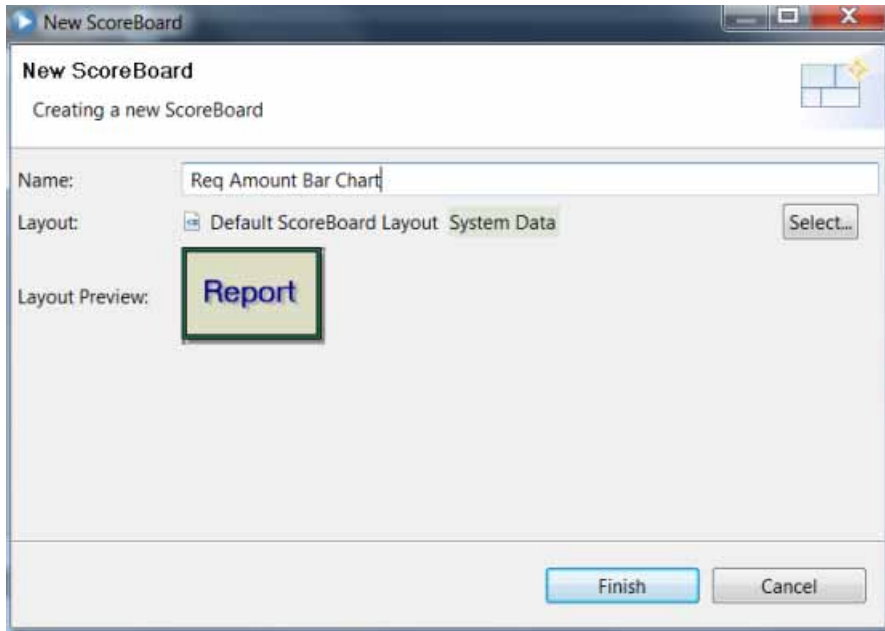 New ScoreBoard
New ScoreBoard
Creating a new ScoreBoard
Name: Req Amount Bar Chart
Layout: Default ScoreBoard Layout System Data Select...
Layout Preview: Report
Finish Cancel